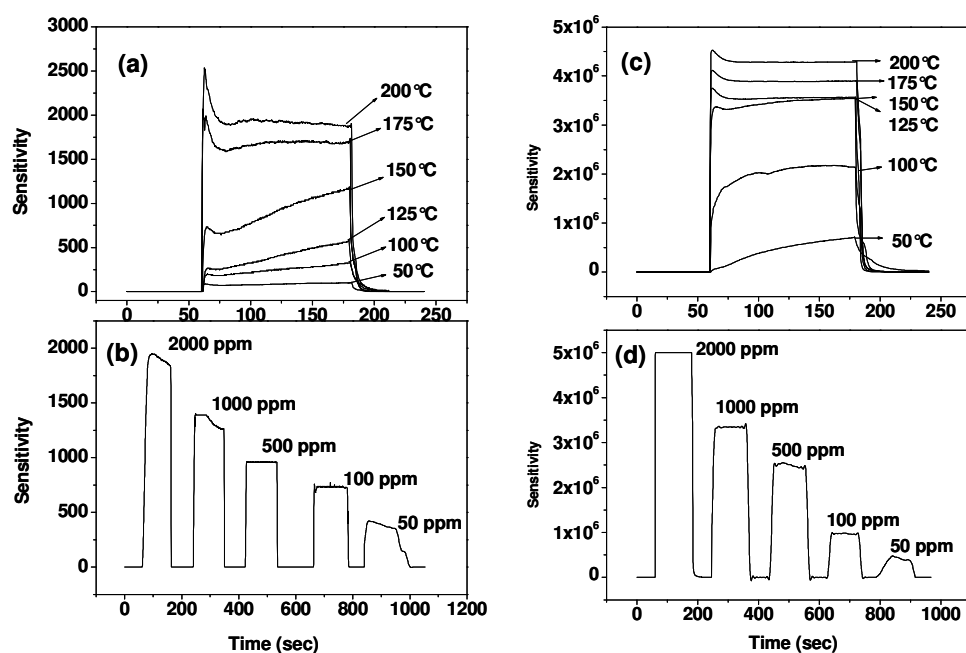 3000
2500
2000
1500
1000
500
0
Sensitivity
(a)
200°C
175°C
150°C
125°C
100°C
50°C
0 50 100 150 200 250
2000
1500
1000
500
0
Sensitivity
(b)
2000 ppm
1000 ppm
500 ppm
100 ppm
50 ppm
0 200 400 600 800 1000 1200
Time (sec)
5x10⁶
4x10⁶
3x10⁶
2x10⁶
1x10⁶
0
Sensitivity
(c)
200°C
175°C
150°C
125°C
100°C
50°C
0 50 100 150 200 250
5x10⁶
4x10⁶
3x10⁶
2x10⁶
1x10⁶
0
Sensitivity
(d)
2000 ppm
1000 ppm
500 ppm
100 ppm
50 ppm
0 200 400 600 800 1000
Time (sec)